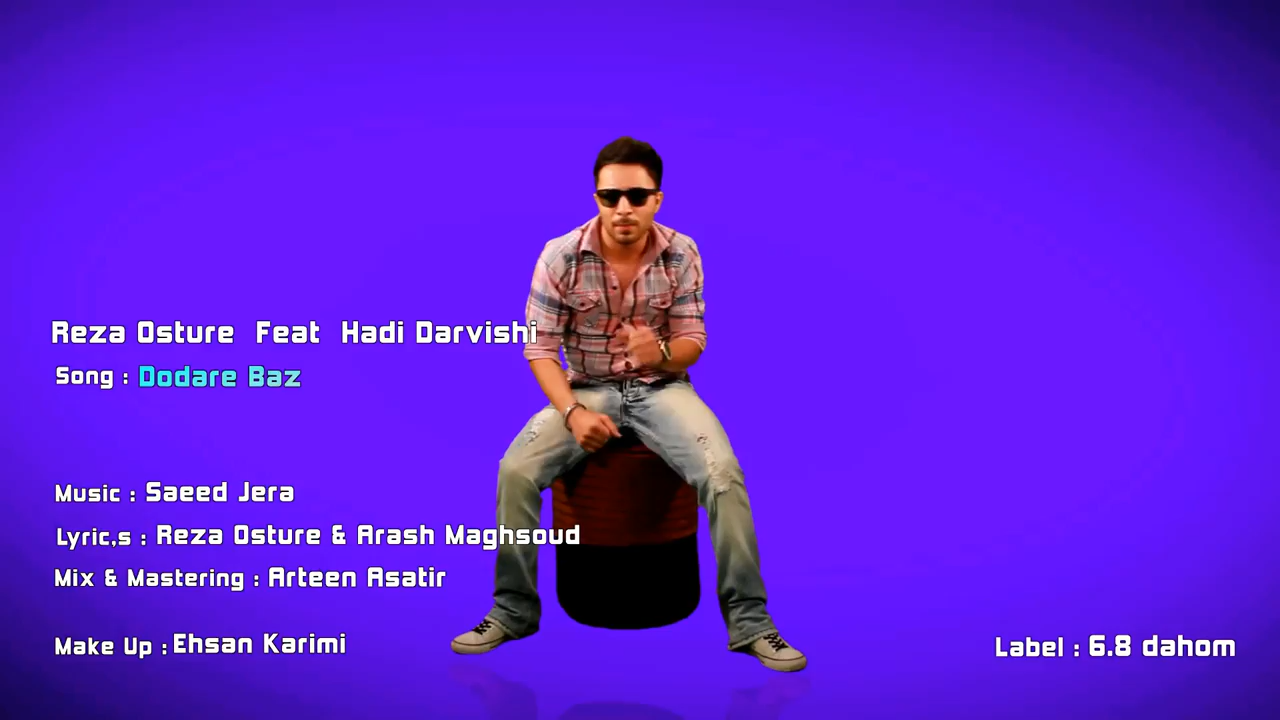 Reza Osture Feat Hadi Darvishi
Song : Dodare Baz
Music : Saeed Jera
Lyric,s : Reza Osture & Arash Maghsoud
Mix & Mastering : Arteen Asatir
Make Up : Ehsan Karimi
Label : 6.8 dahom